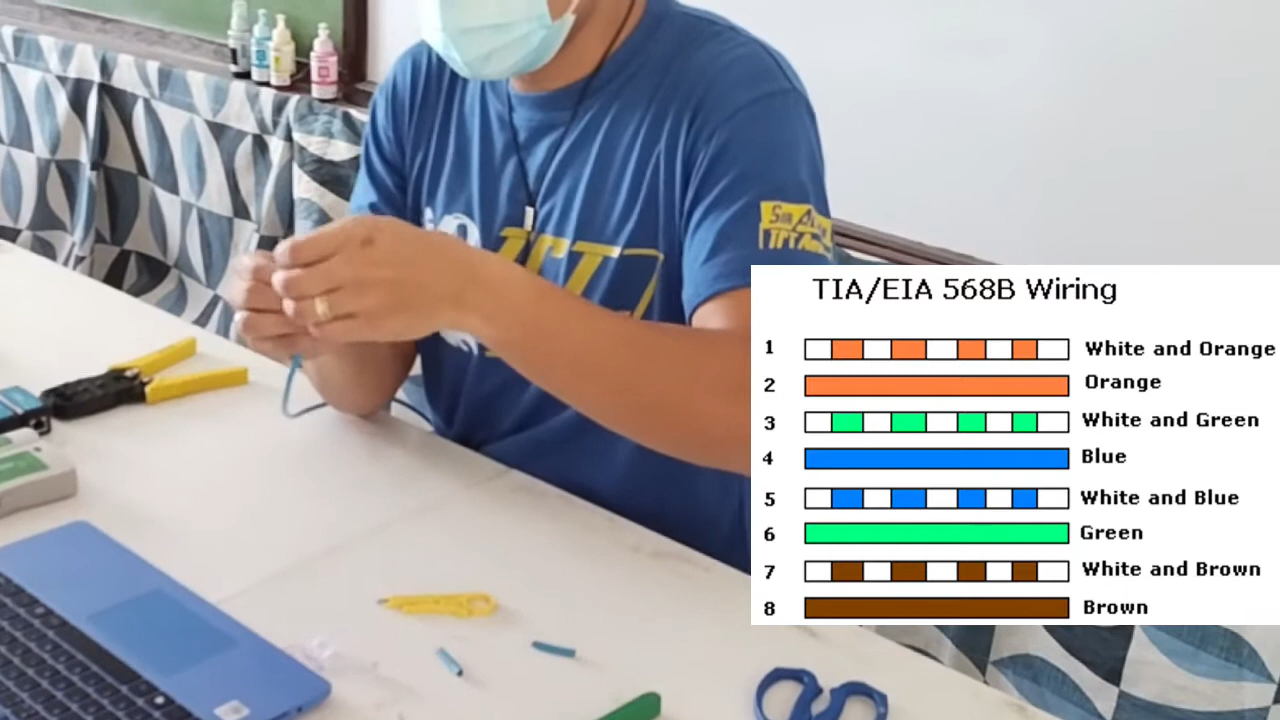 ICT
TIA/EIA 568B Wiring
1 White and Orange
2 Orange
3 White and Green
4 Blue
5 White and Blue
6 Green
7 White and Brown
8 Brown